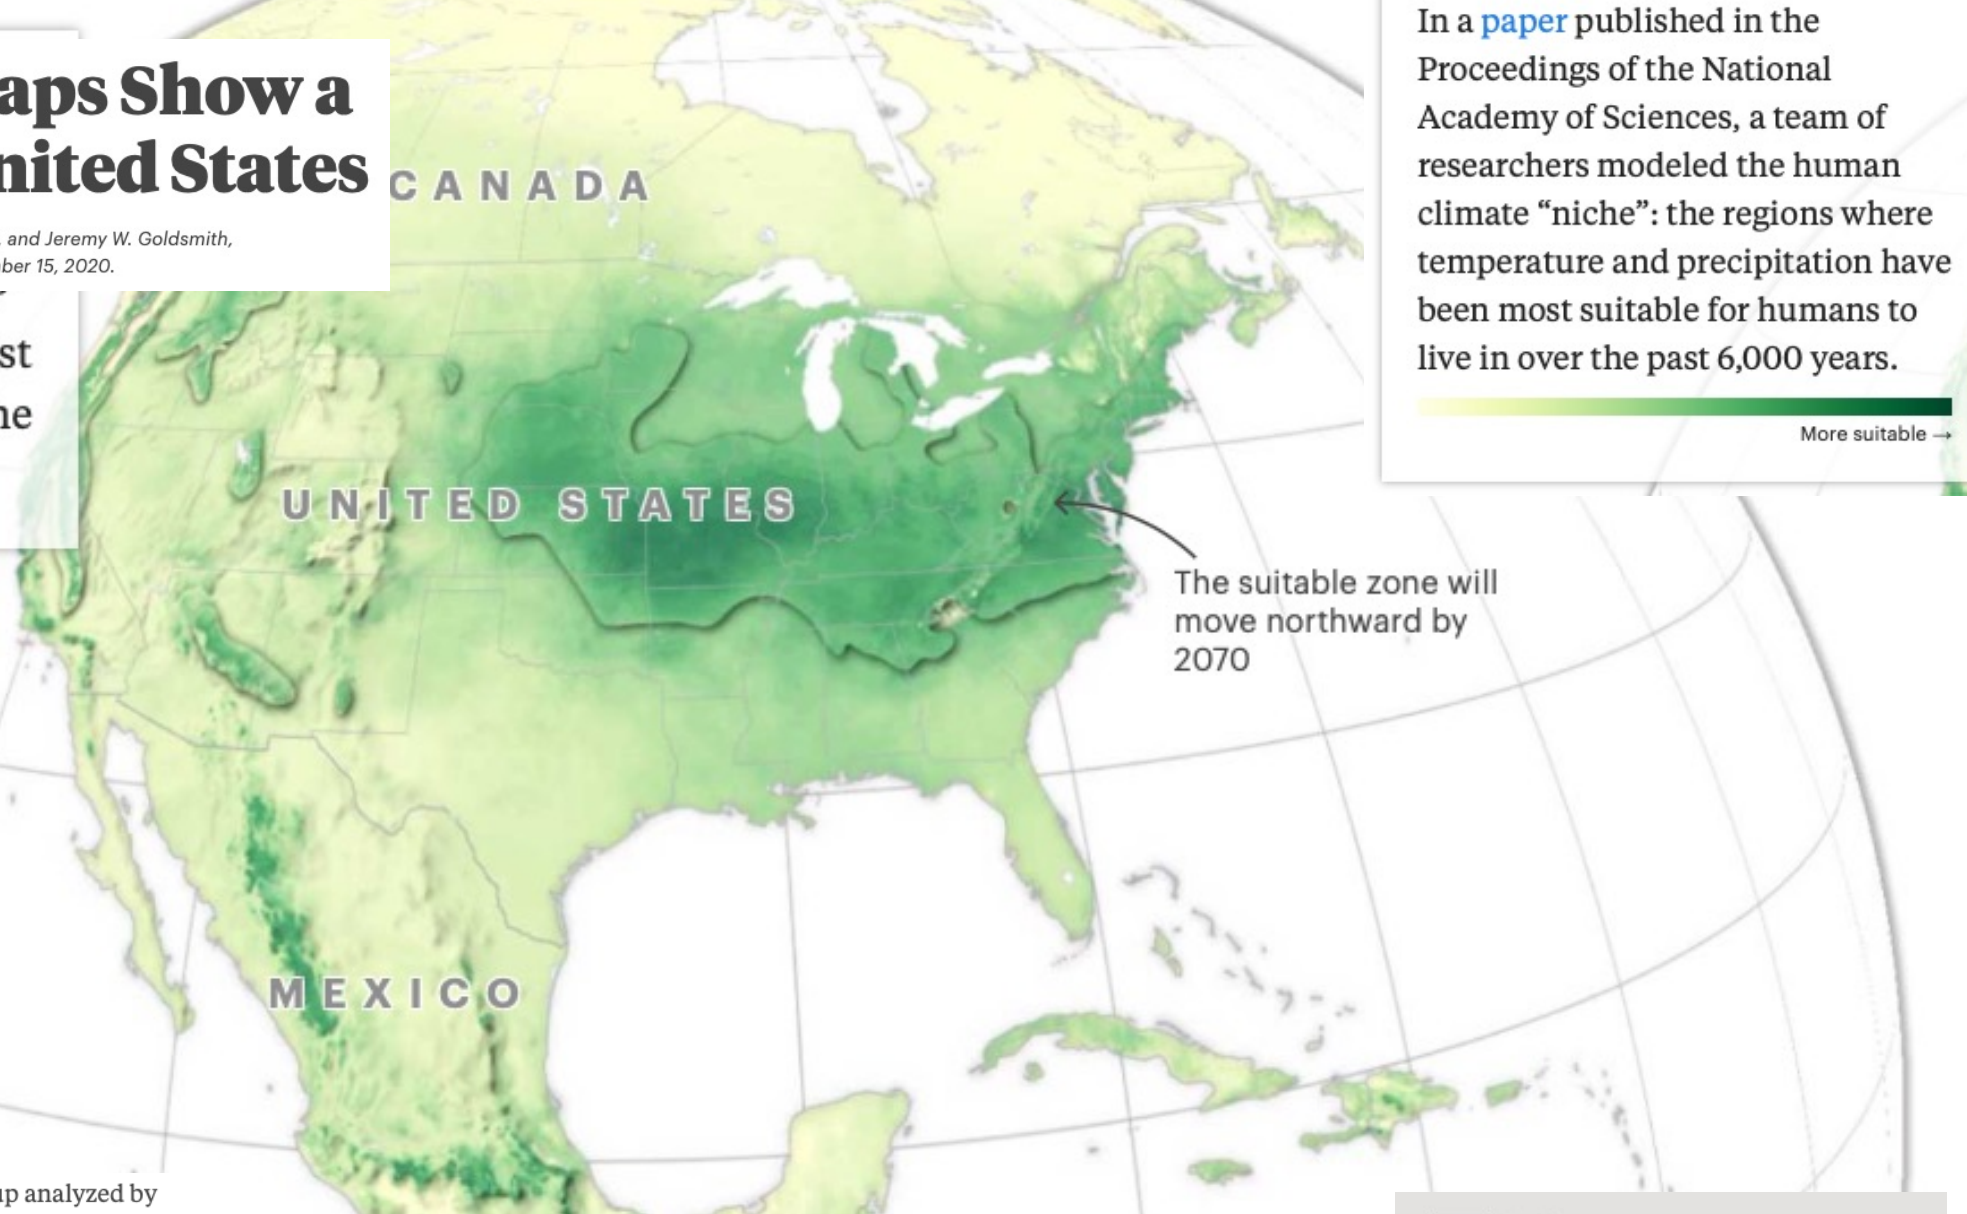 aps Show a
nited States
. and Jeremy W. Goldsmith,
ber 15, 2020.
st
ne
CANADA
UNITED STATES
MEXICO
The suitable zone will
move northward by
2070
In a paper published in the
Proceedings of the National
Academy of Sciences, a team of
researchers modeled the human
climate “niche”: the regions where
temperature and precipitation have
been most suitable for humans to
live in over the past 6,000 years.
More suitable →
up analyzed by